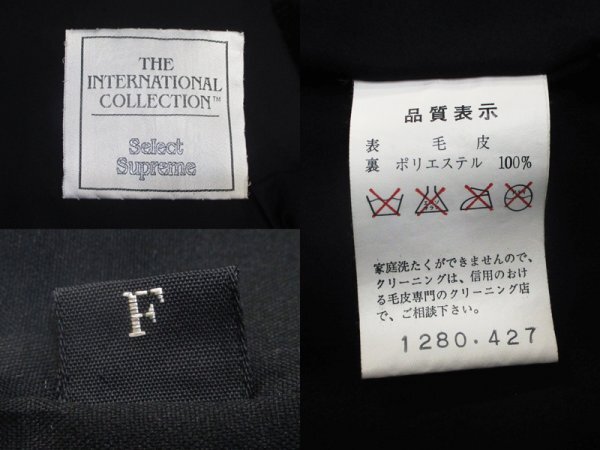 THE
INTERNATIONAL
COLLECTION™
Select
Supreme
F
品質表示
表 毛皮
裏 ポリエステル 100%
家庭洗たくができませんので、
クリーニングは、信用のおけ
る毛皮専門のクリーニング店
で、ご相談下さい。
1280.427